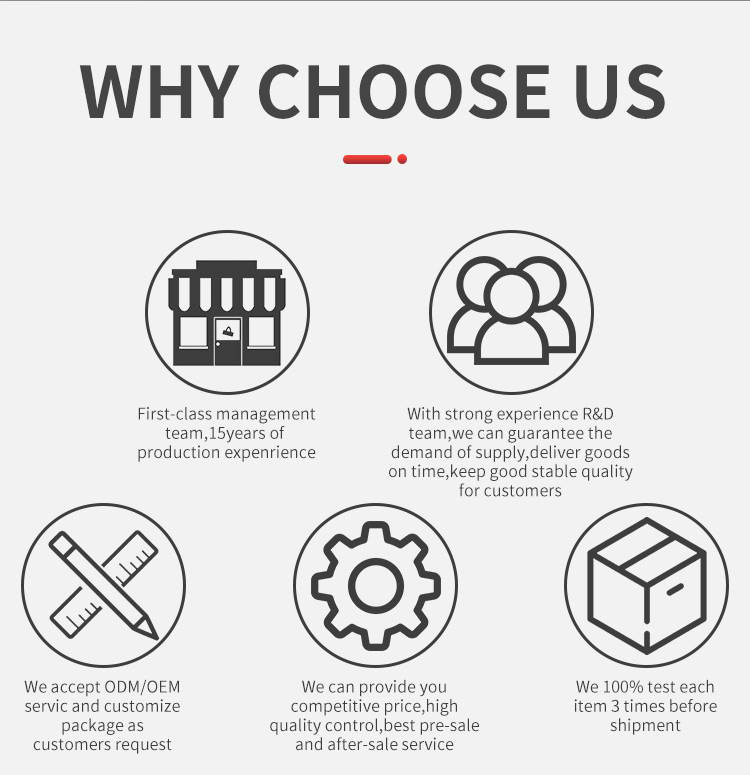 WHY CHOOSE US
First-class management
team,15years of
production expenrience
With strong experience R&D
team,we can guarantee the
demand of supply,deliver goods
on time,keep good stable quality
for customers
We accept ODM/OEM
servic and customize
package as
customers request
We can provide you
competitive price,high
quality control,best pre-sale
and after-sale service
We 100% test each
item 3 times before
shipment